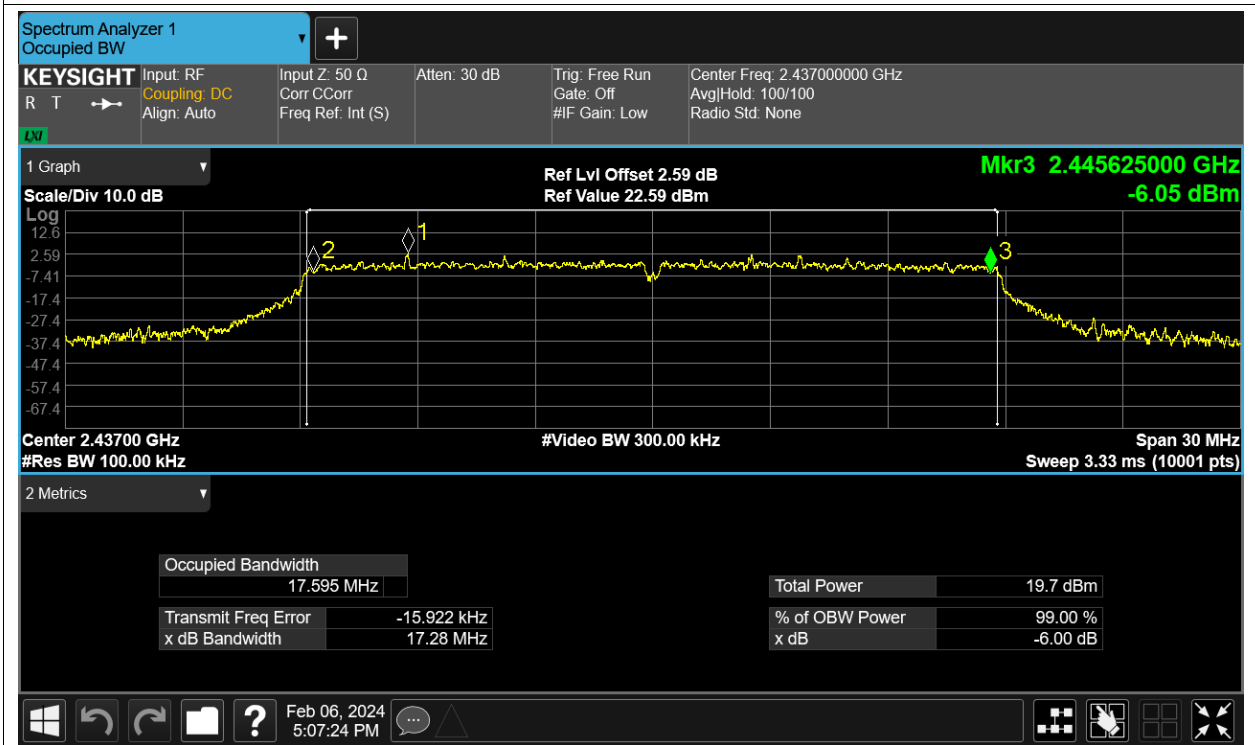 Spectrum Analyzer 1
Occupied BW
KEYSIGHT
R T
LXI
Input: RF
Coupling: DC
Align: Auto
Input Z: 50 Ω
Corr CCorr
Freq Ref: Int (S)
Atten: 30 dB
Trig: Free Run
Gate: Off
#IF Gain: Low
Center Freq: 2.437000000 GHz
Avg|Hold: 100/100
Radio Std: None
1 Graph
Scale/Div 10.0 dB
Ref Lvl Offset 2.59 dB
Ref Value 22.59 dBm
Mkr3 2.445625000 GHz
-6.05 dBm
Log
12.6
2.59
-7.41
-17.4
-27.4
-37.4
-47.4
-57.4
-67.4
2
1
3
Center 2.43700 GHz
#Res BW 100.00 kHz
#Video BW 300.00 kHz
Span 30 MHz
Sweep 3.33 ms (10001 pts)
2 Metrics
Occupied Bandwidth
17.595 MHz
Transmit Freq Error -15.922 kHz
x dB Bandwidth 17.28 MHz
Total Power 19.7 dBm
% of OBW Power 99.00 %
x dB -6.00 dB
?
Feb 06, 2024
5:07:24 PM